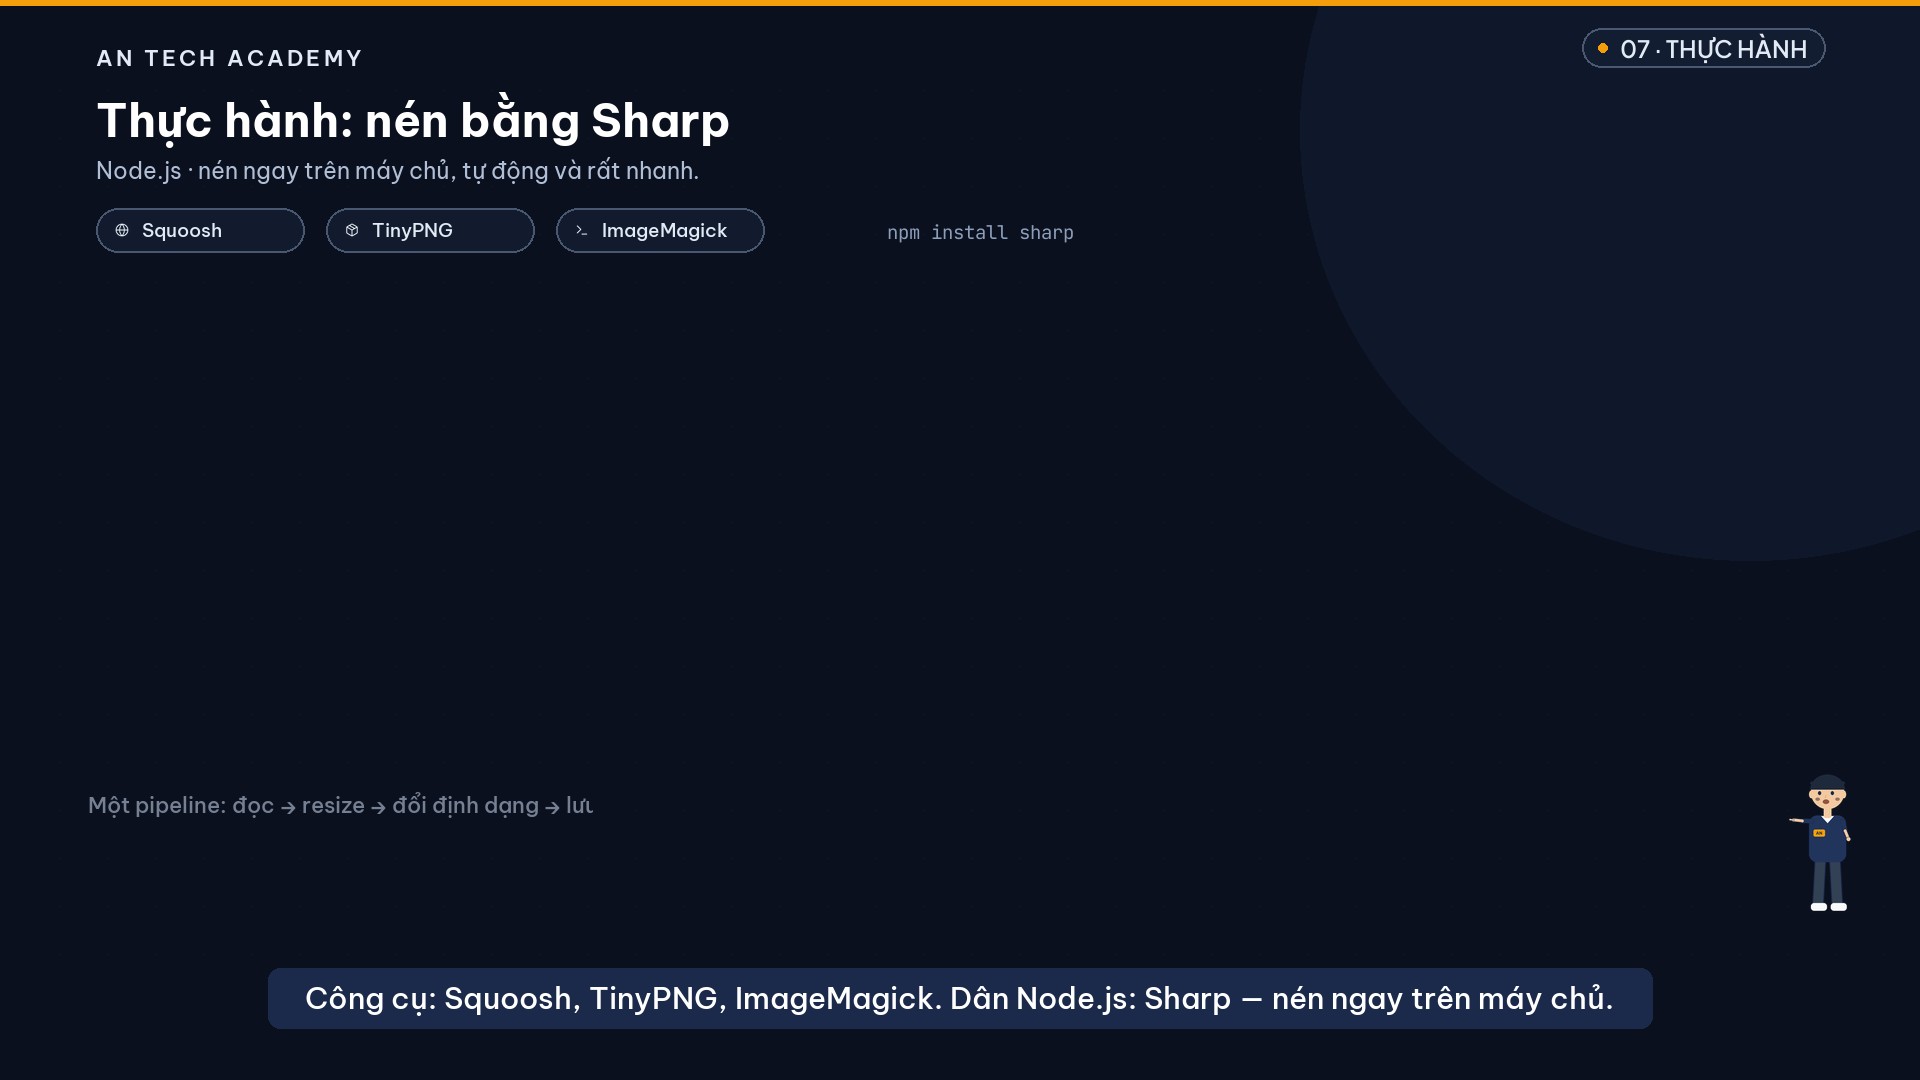 AN TECH ACADEMY
07 · THỰC HÀNH
Thực hành: nén bằng Sharp
Node.js · nén ngay trên máy chủ, tự động và rất nhanh.
Squoosh
TinyPNG
ImageMagick
npm install sharp
Một pipeline: đọc → resize → đổi định dạng → lưu
AN
Công cụ: Squoosh, TinyPNG, ImageMagick. Dân Node.js: Sharp — nén ngay trên máy chủ.